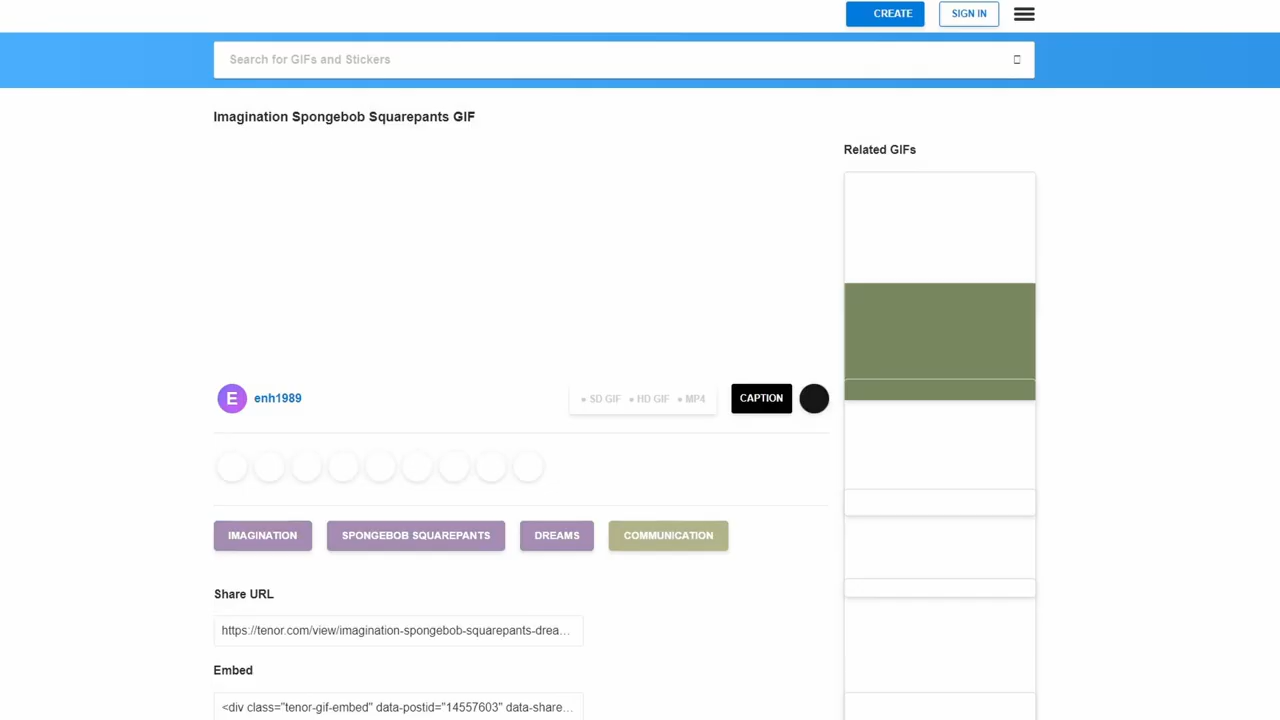 CREATE
SIGN IN
Search for GIFs and Stickers
Imagination Spongebob Squarepants GIF
Related GIFs
E
enh1989
● SD GIF ● HD GIF ● MP4
CAPTION
IMAGINATION
SPONGEBOB SQUAREPANTS
DREAMS
COMMUNICATION
Share URL
https://tenor.com/view/imagination-spongebob-squarepants-drea...
Embed
<div class="tenor-gif-embed" data-postid="14557603" data-share...